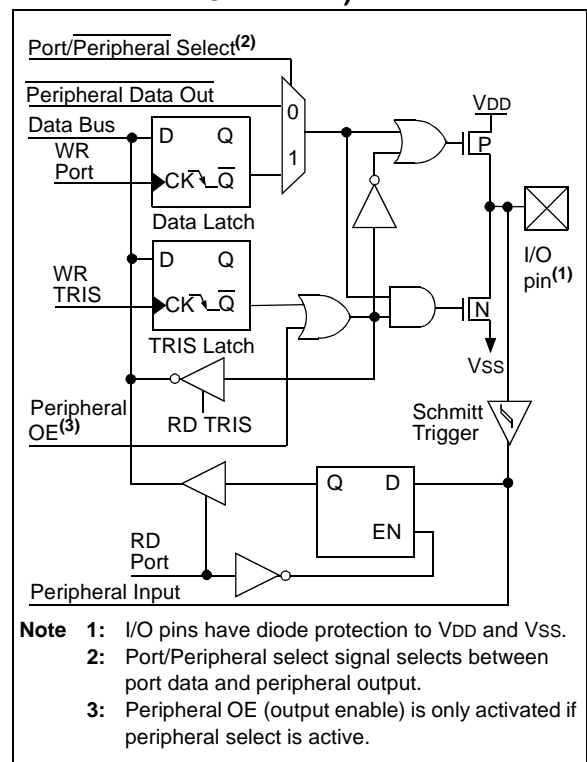 Port/Peripheral Select(2)
Peripheral Data Out
Data Bus
WR
Port
D Q
CK Q
Data Latch
0
1
VDD
P
I/O
pin(1)
WR
TRIS
D Q
CK Q
TRIS Latch
N
VSS
RD TRIS
Peripheral
OE(3)
Schmitt
Trigger
Q D
EN
RD
Port
Peripheral Input
Note 1: I/O pins have diode protection to VDD and VSS.
2: Port/Peripheral select signal selects between
port data and peripheral output.
3: Peripheral OE (output enable) is only activated if
peripheral select is active.